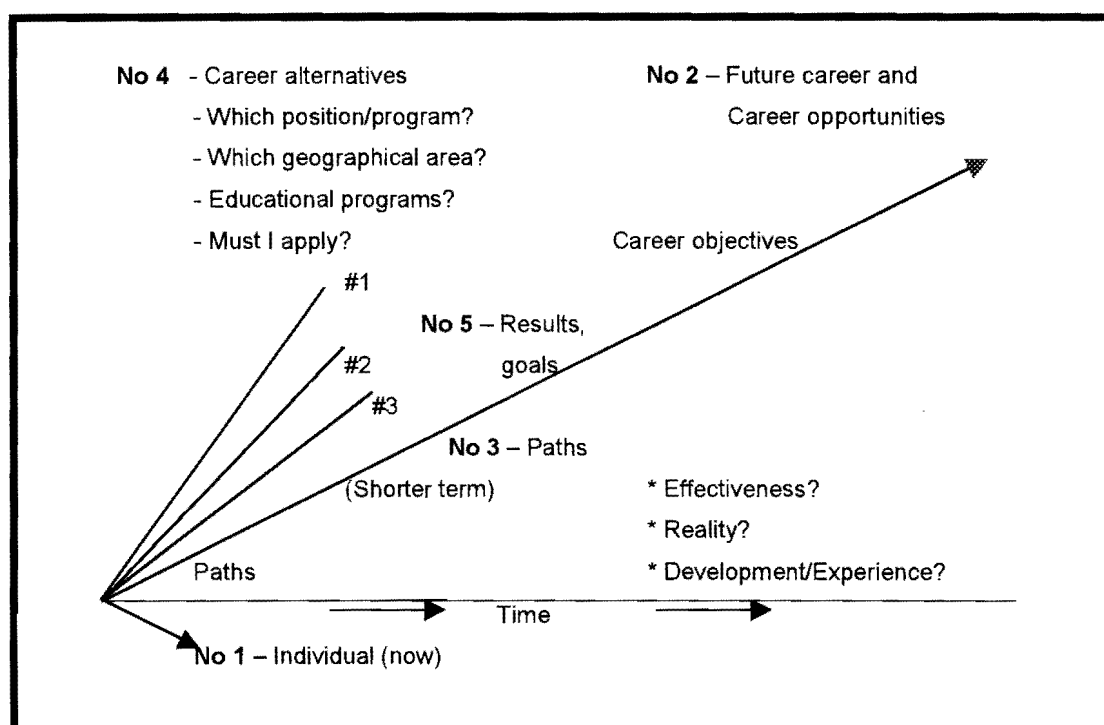 No 4 - Career alternatives
- Which position/program?
- Which geographical area?
- Educational programs?
- Must I apply?
No 2 – Future career and
Career opportunities
Career objectives
#1
#2
#3
No 5 – Results,
goals
No 3 – Paths
(Shorter term)
* Effectiveness?
* Reality?
* Development/Experience?
Paths
Time
No 1 – Individual (now)